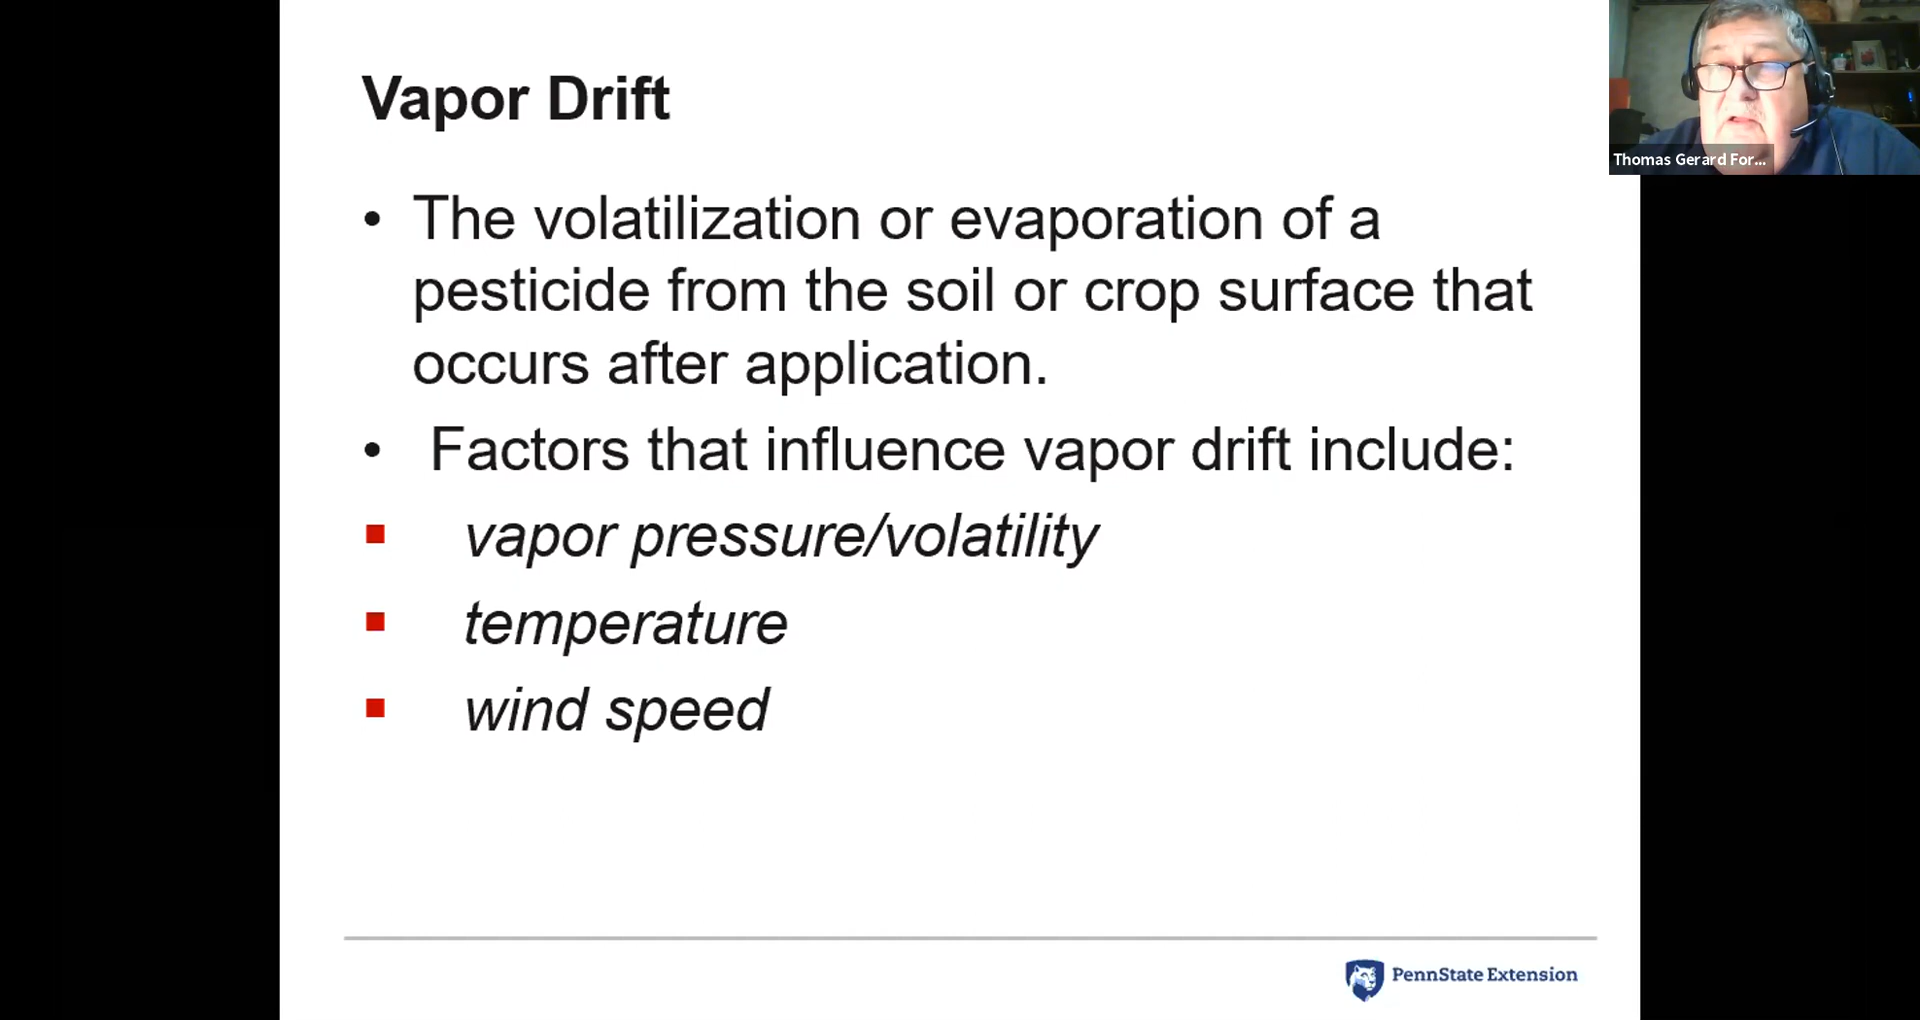 Vapor Drift
• The volatilization or evaporation of a
pesticide from the soil or crop surface that
occurs after application.
• Factors that influence vapor drift include:
▪ vapor pressure/volatility
▪ temperature
▪ wind speed
Thomas Gerard For...
PennState Extension